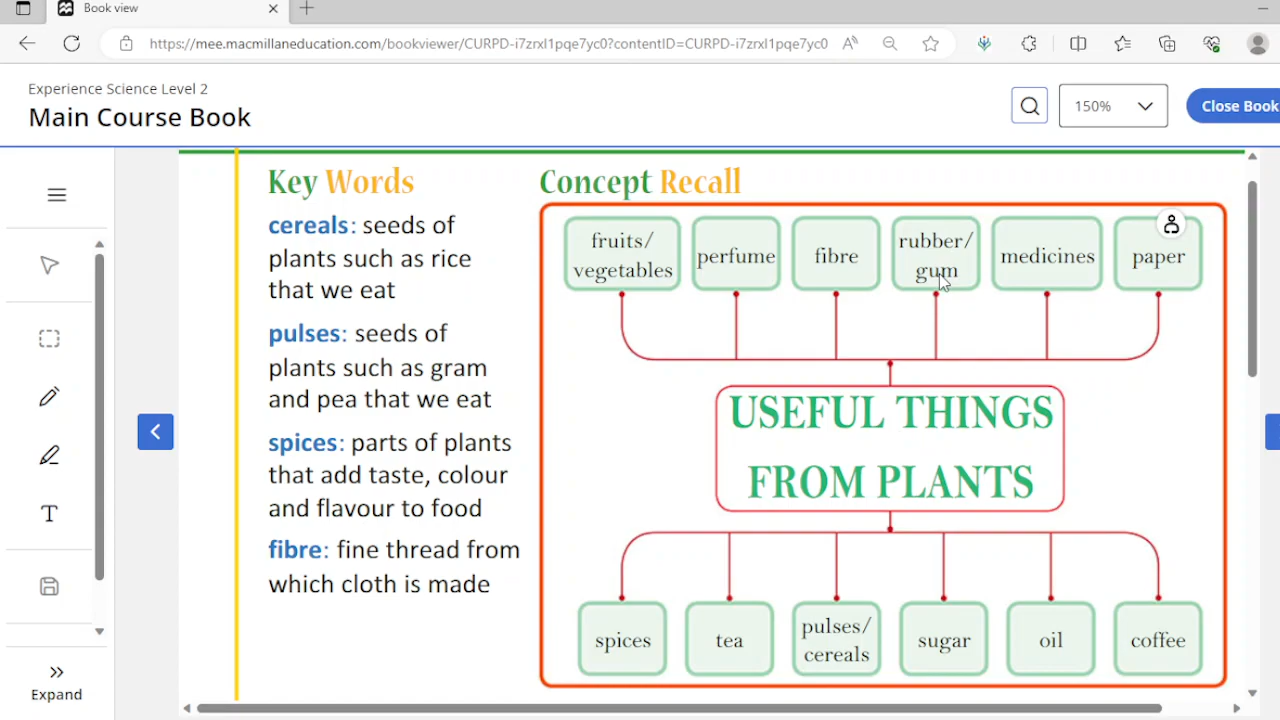 Book view
https://mee.macmillaneducation.com/bookviewer/CURPD-i7zrxl1pqe7yc0?contentID=CURPD-i7zrxl1pqe7yc0
Experience Science Level 2
Main Course Book
150%
Close Book
Expand
Key Words
cereals: seeds of
plants such as rice
that we eat
pulses: seeds of
plants such as gram
and pea that we eat
spices: parts of plants
that add taste, colour
and flavour to food
fibre: fine thread from
which cloth is made
Concept Recall
fruits/
vegetables
perfume
fibre
rubber/
gum
medicines
paper
USEFUL THINGS
FROM PLANTS
spices
tea
pulses/
cereals
sugar
oil
coffee